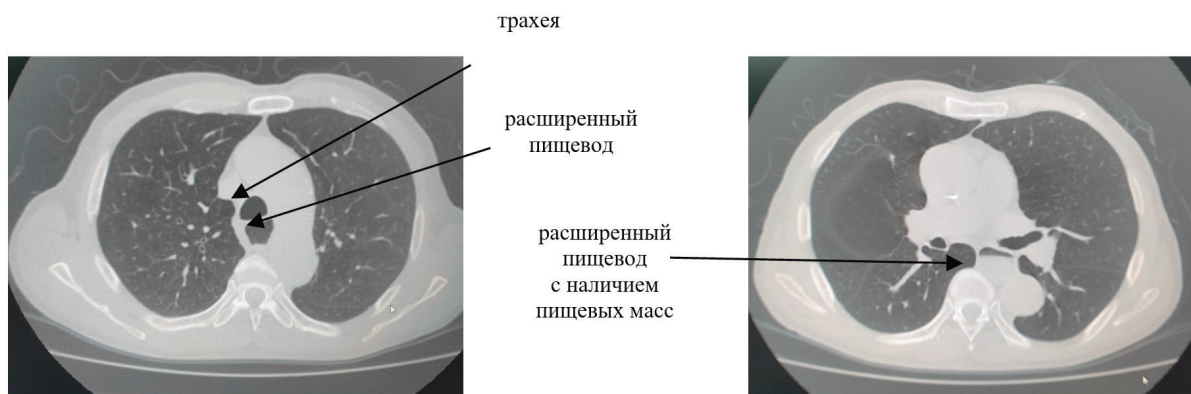 трахея
расширенный
пищевод
расширенный
пищевод
с наличием
пищевых масс